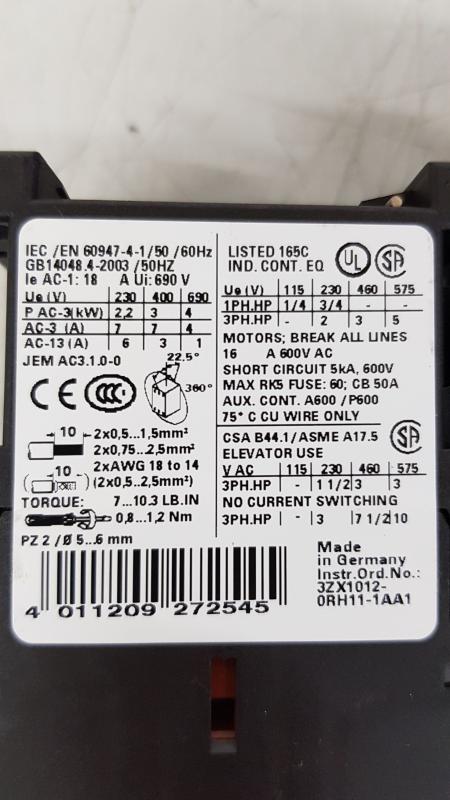 IEC /EN 60947-4-1/50 /60Hz
GB14048.4-2003 /50HZ
Ie AC-1: 18 A Ui: 690 V
Ue (V) 230 400 690
P AC-3(kW) 2,2 3 4
AC-3 (A) 7 7 4
AC-13 (A) 6 3 1
JEM AC3.1.0-0
22.5°
360°
CE CCC
10 2x0,5...1,5mm²
2x0,75...2,5mm²
10 2xAWG 18 to 14
(2x0,5...2,5mm²)
TORQUE: 7...10.3 LB.IN
0,8...1,2 Nm
PZ 2 /Ø 5...6 mm
4 011209 272545
LISTED 165C
IND. CONT. EQ
UL SA
Ue (V) 115 230 460 575
1PH.HP 1/4 3/4 - -
3PH.HP - 2 3 5
MOTORS; BREAK ALL LINES
16 A 600V AC
SHORT CIRCUIT 5kA, 600V
MAX RK5 FUSE: 60; CB 50A
AUX. CONT. A600 /P600
75° C CU WIRE ONLY
CSA B44.1/ASME A17.5
SA
ELEVATOR USE
V AC 115 230 460 575
3PH.HP - 1 1/2 3 3
NO CURRENT SWITCHING
3PH.HP - 3 7 1/2 10
Made
in Germany
Instr.Ord.No.:
3ZX1012-
0RH11-1AA1